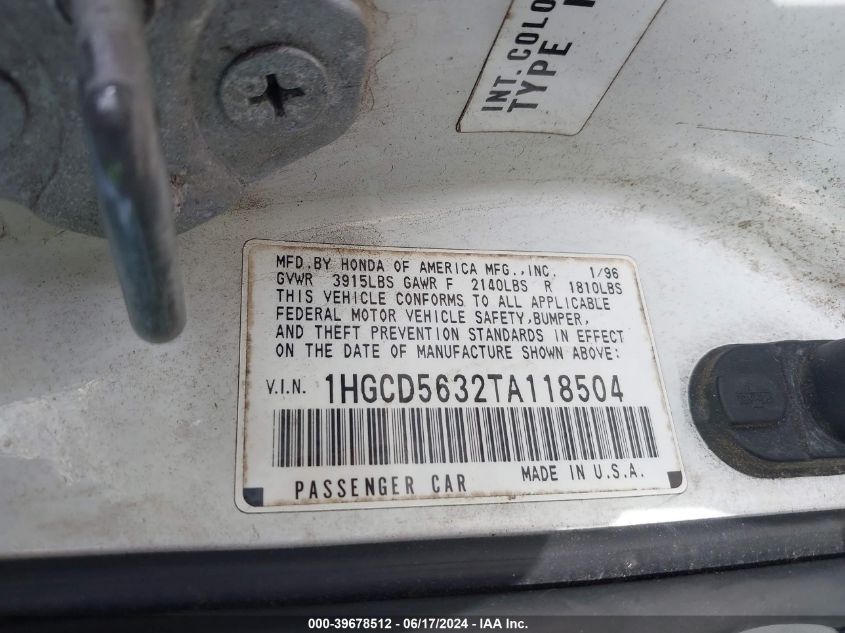 INT. COLO
TYPE
MFD. BY HONDA OF AMERICA MFG., INC. 1/96
GVWR 3915LBS GAWR F 2140LBS R 1810LBS
THIS VEHICLE CONFORMS TO ALL APPLICABLE
FEDERAL MOTOR VEHICLE SAFETY, BUMPER,
AND THEFT PREVENTION STANDARDS IN EFFECT
ON THE DATE OF MANUFACTURE SHOWN ABOVE:
V.I.N. 1HGCD5632TA118504
PASSENGER CAR MADE IN U.S.A.
000-39678512 - 06/17/2024 - IAA Inc.